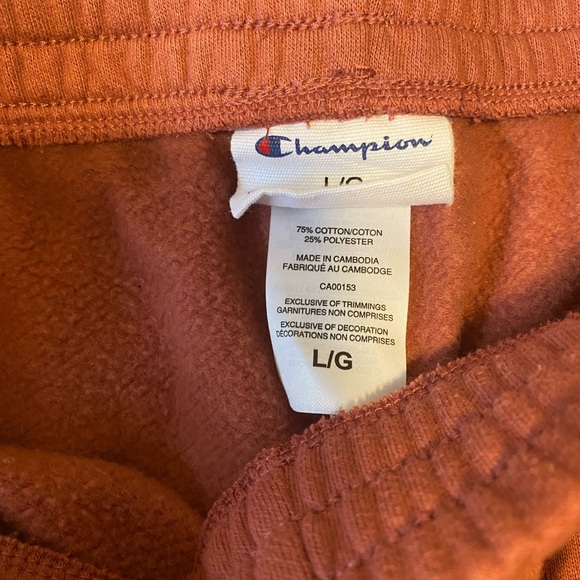 Champion
L/G
75% COTTON/COTON
25% POLYESTER
MADE IN CAMBODIA
FABRIQUÉ AU CAMBODGE
CA00153
EXCLUSIVE OF TRIMMINGS
GARNITURES NON COMPRISES
EXCLUSIVE OF DECORATION
DÉCORATIONS NON COMPRISES
L/G